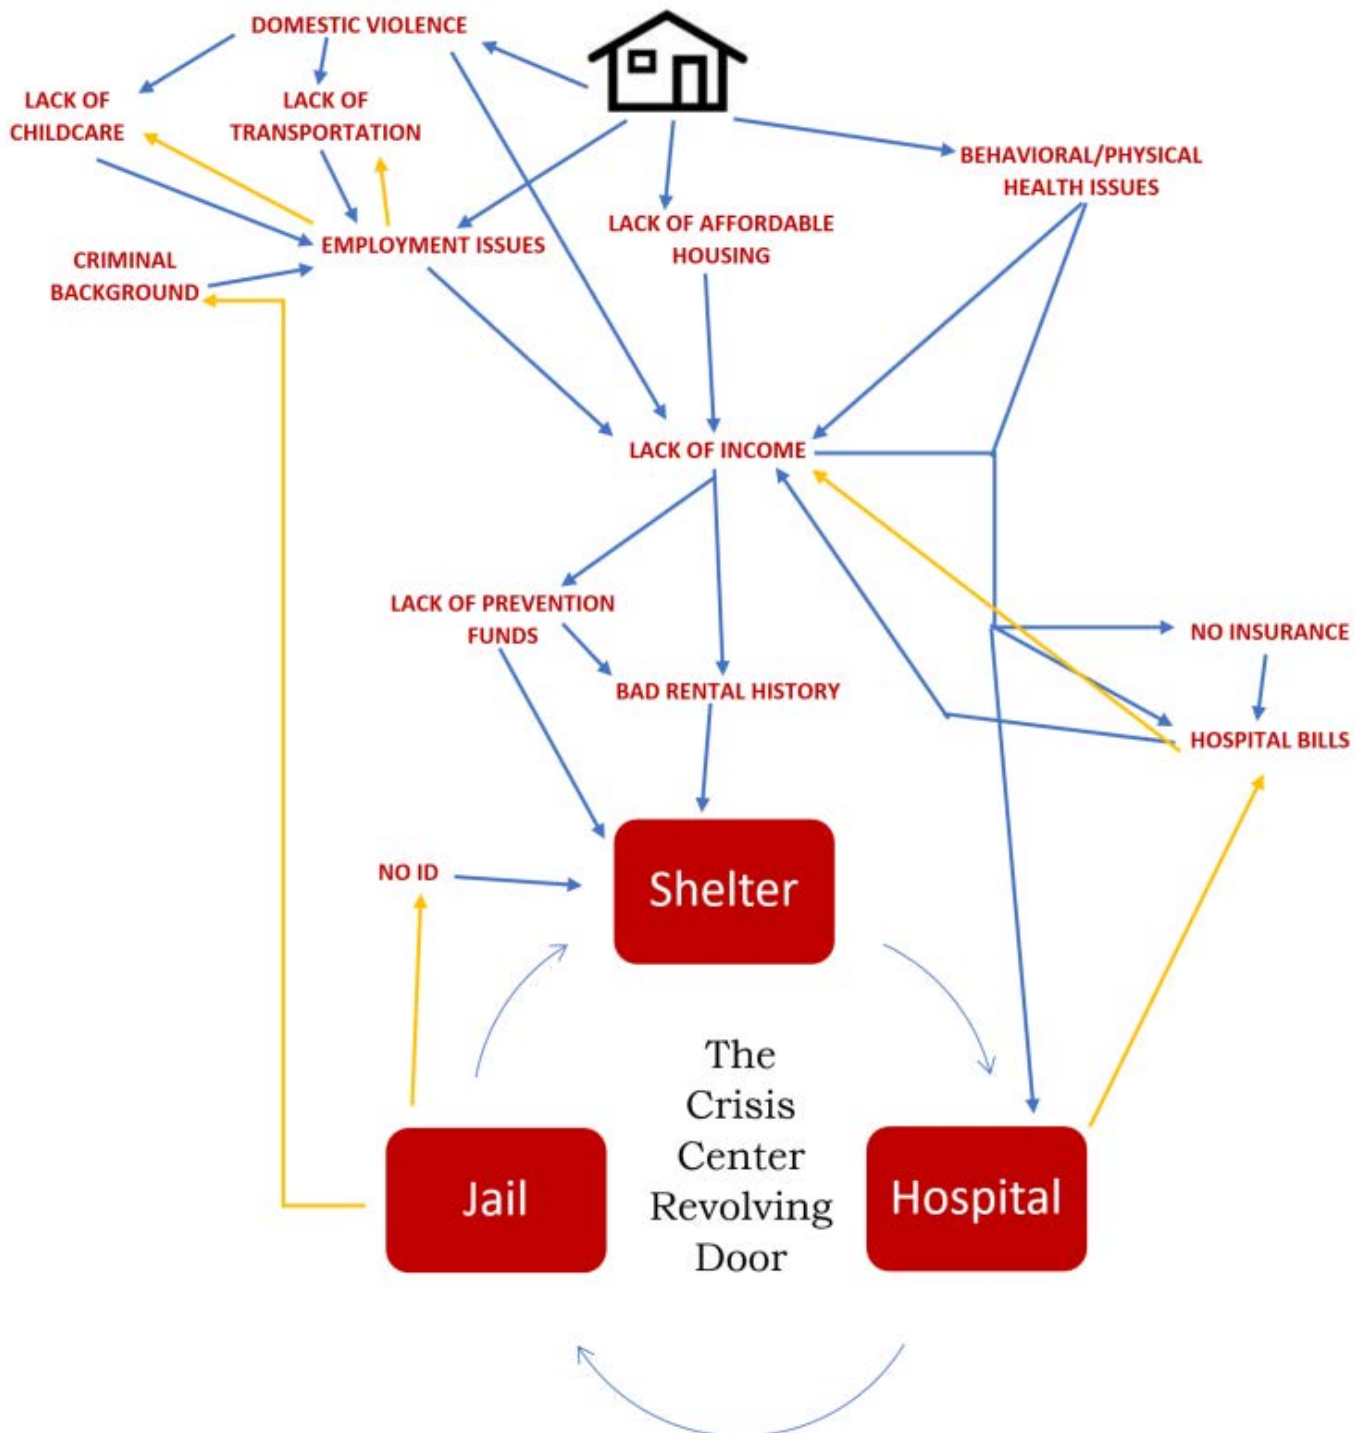 DOMESTIC VIOLENCE
LACK OF
CHILDCARE
LACK OF
TRANSPORTATION
BEHAVIORAL/PHYSICAL
HEALTH ISSUES
LACK OF AFFORDABLE
HOUSING
EMPLOYMENT ISSUES
CRIMINAL
BACKGROUND
LACK OF INCOME
LACK OF PREVENTION
FUNDS
NO INSURANCE
BAD RENTAL HISTORY
HOSPITAL BILLS
NO ID
Shelter
The
Crisis
Center
Revolving
Door
Jail
Hospital